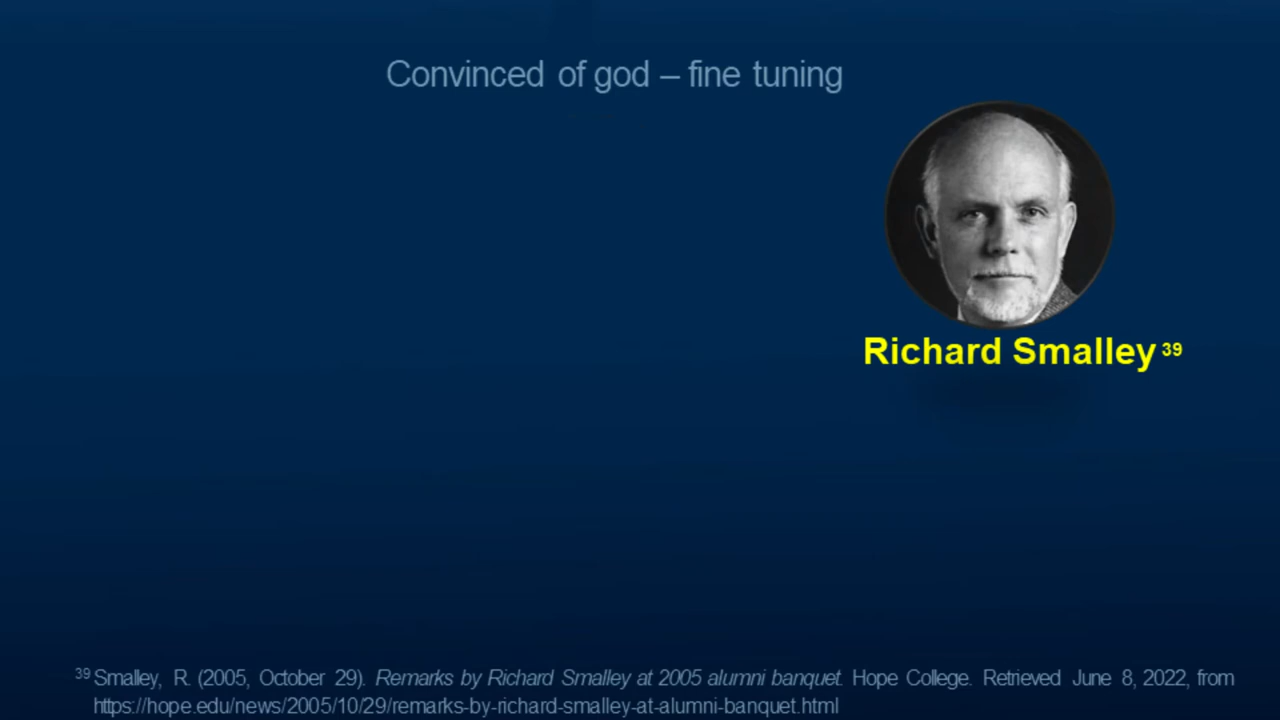 Convinced of god – fine tuning
Richard Smalley 39
39 Smalley, R. (2005, October 29). Remarks by Richard Smalley at 2005 alumni banquet. Hope College. Retrieved June 8, 2022, from
https://hope.edu/news/2005/10/29/remarks-by-richard-smalley-at-alumni-banquet.html